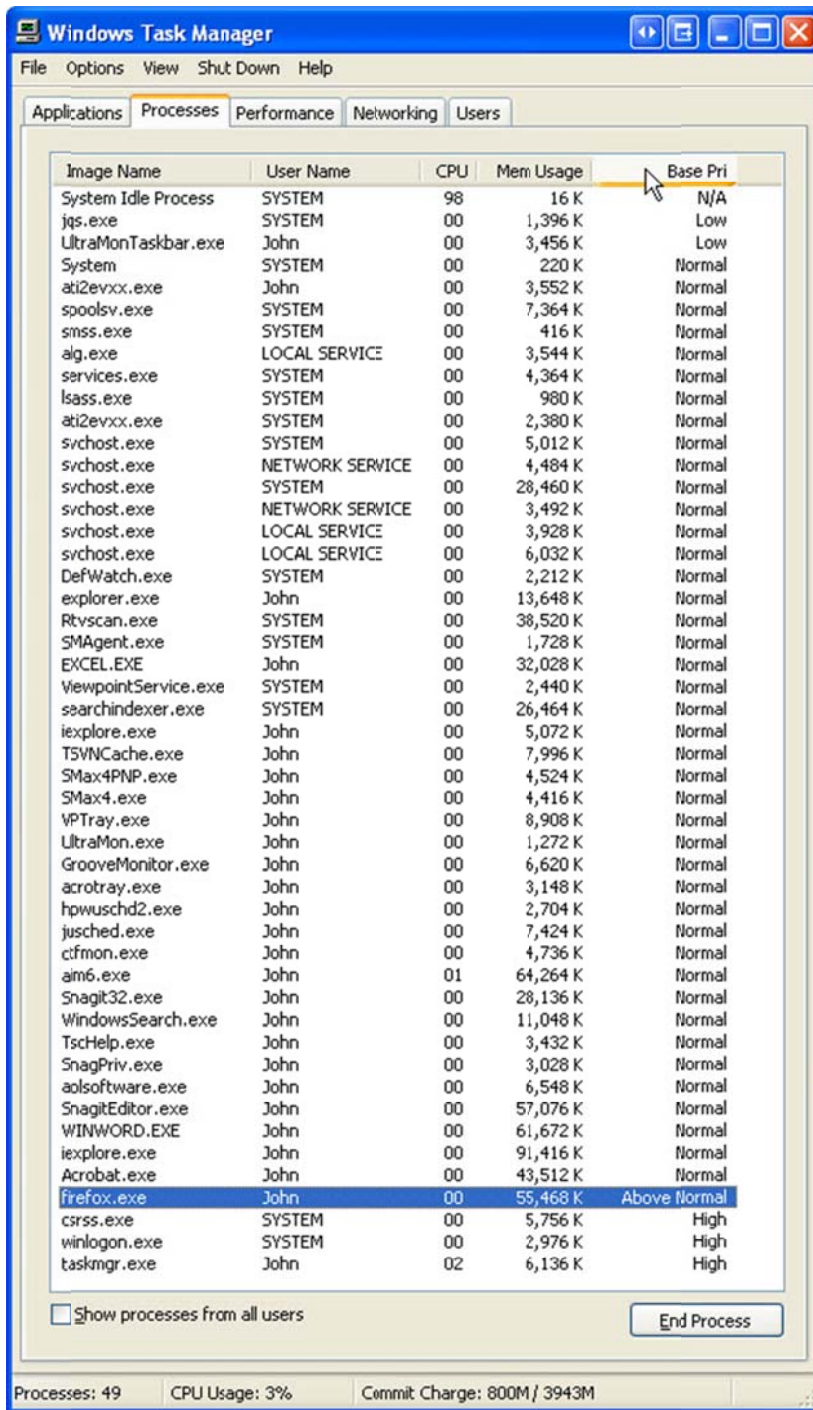 Windows Task Manager
File Options View Shut Down Help
Applications Processes Performance Networking Users
Image Name User Name CPU Mem Usage Base Pri
System Idle Process SYSTEM 98 16 K N/A
jqs.exe SYSTEM 00 1,396 K Low
UltraMonTaskbar.exe John 00 3,456 K Low
System SYSTEM 00 220 K Normal
ati2evxx.exe John 00 3,552 K Normal
spoolsv.exe SYSTEM 00 7,364 K Normal
smss.exe SYSTEM 00 416 K Normal
alg.exe LOCAL SERVICE 00 3,544 K Normal
services.exe SYSTEM 00 4,364 K Normal
lsass.exe SYSTEM 00 980 K Normal
ati2evxx.exe SYSTEM 00 2,380 K Normal
svchost.exe SYSTEM 00 5,012 K Normal
svchost.exe NETWORK SERVICE 00 4,484 K Normal
svchost.exe SYSTEM 00 28,460 K Normal
svchost.exe NETWORK SERVICE 00 3,492 K Normal
svchost.exe LOCAL SERVICE 00 3,928 K Normal
svchost.exe LOCAL SERVICE 00 6,032 K Normal
DefWatch.exe SYSTEM 00 2,212 K Normal
explorer.exe John 00 13,648 K Normal
Rtvscan.exe SYSTEM 00 38,520 K Normal
SMAgent.exe SYSTEM 00 1,728 K Normal
EXCEL.EXE John 00 32,028 K Normal
ViewpointService.exe SYSTEM 00 2,440 K Normal
searchindexer.exe SYSTEM 00 26,464 K Normal
iexplore.exe John 00 5,072 K Normal
TSVNCache.exe John 00 7,996 K Normal
SMax4PNP.exe John 00 4,524 K Normal
SMax4.exe John 00 4,416 K Normal
VPTray.exe John 00 8,908 K Normal
UltraMon.exe John 00 1,272 K Normal
GrooveMonitor.exe John 00 6,620 K Normal
acrotray.exe John 00 3,148 K Normal
hpwuschd2.exe John 00 2,704 K Normal
jusched.exe John 00 7,424 K Normal
ctfmon.exe John 00 4,736 K Normal
aim6.exe John 01 64,264 K Normal
Snagit32.exe John 00 28,136 K Normal
WindowsSearch.exe John 00 11,048 K Normal
TscHelp.exe John 00 3,432 K Normal
SnagPriv.exe John 00 3,028 K Normal
aolsoftware.exe John 00 6,548 K Normal
SnagitEditor.exe John 00 57,076 K Normal
WINWORD.EXE John 00 61,672 K Normal
iexplore.exe John 00 91,416 K Normal
Acrobat.exe John 00 43,512 K Normal
firefox.exe John 00 55,468 K Above Normal
csrss.exe SYSTEM 00 5,756 K High
winlogon.exe SYSTEM 00 2,976 K High
taskmgr.exe John 02 6,136 K High
Show processes from all users
End Process
Processes: 49 CPU Usage: 3% Commit Charge: 800M / 3943M